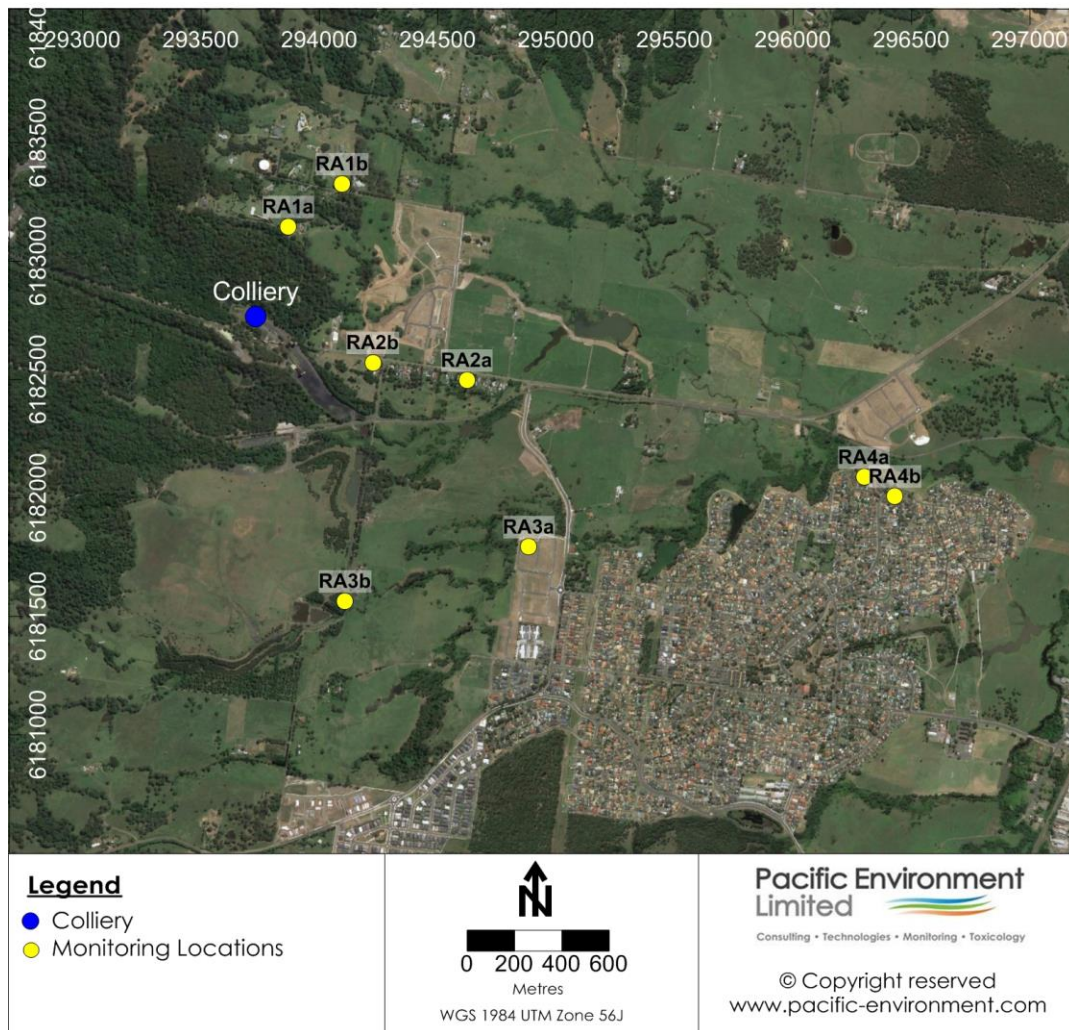 293000 293500 294000 294500 295000 295500 296000 296500 297000
6183500
6183000
6182500
6182000
6181500
6181000
RA1b
RA1a
Colliery
RA2b
RA2a
RA4a
RA4b
RA3a
RA3b
Legend
Colliery
Monitoring Locations
N
0 200 400 600
Metres
WGS 1984 UTM Zone 56J
Pacific Environment
Limited
Consulting • Technologies • Monitoring • Toxicology
© Copyright reserved
www.pacific-environment.com